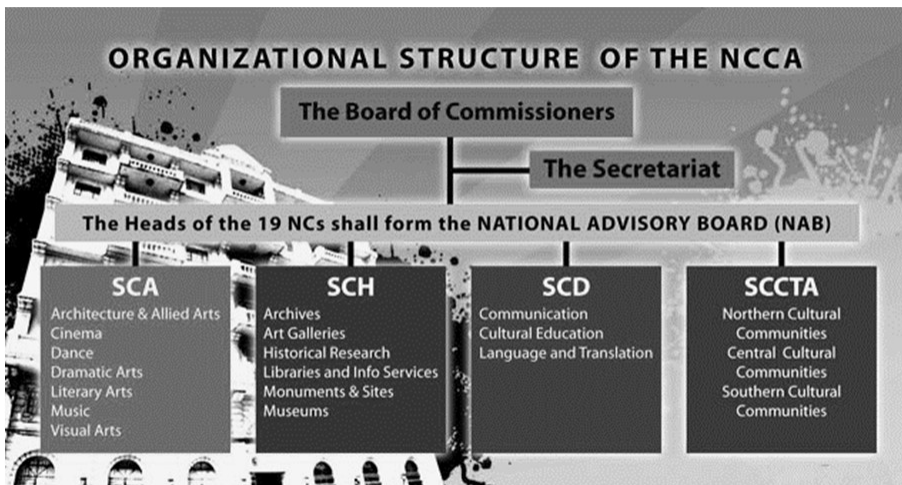 ORGANIZATIONAL STRUCTURE OF THE NCCA
The Board of Commissioners
The Secretariat
The Heads of the 19 NCs shall form the NATIONAL ADVISORY BOARD (NAB)
SCA
Architecture & Allied Arts
Cinema
Dance
Dramatic Arts
Literary Arts
Music
Visual Arts
SCH
Archives
Art Galleries
Historical Research
Libraries and Info Services
Monuments & Sites
Museums
SCD
Communication
Cultural Education
Language and Translation
SCCTA
Northern Cultural
Communities
Central Cultural
Communities
Southern Cultural
Communities